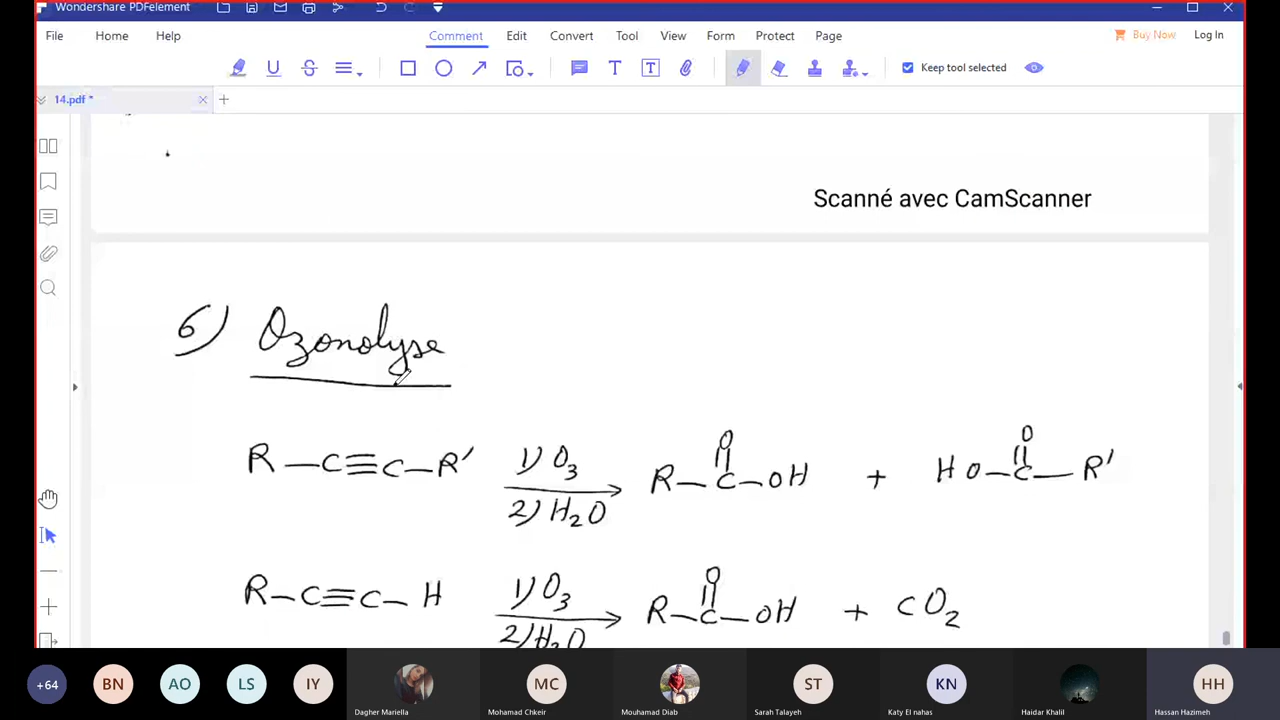 Wondershare PDFelement
File Home Help Comment Edit Convert Tool View Form Protect Page Buy Now Log In
Keep tool selected
14.pdf *
Scanné avec CamScanner
6) Ozonolyse
R—C≡C—R' 1) O3 2) H2O R—C(=O)—OH + HO—C(=O)—R'
R—C≡C—H 1) O3 2) H2O R—C(=O)—OH + CO2
+64 BN AO LS IY MC ST KN HH
Dagher Mariella Mohamad Chkeir Mouhamad Diab Sarah Talayeh Katy El nahas Haidar Khalil Hassan Hazimeh